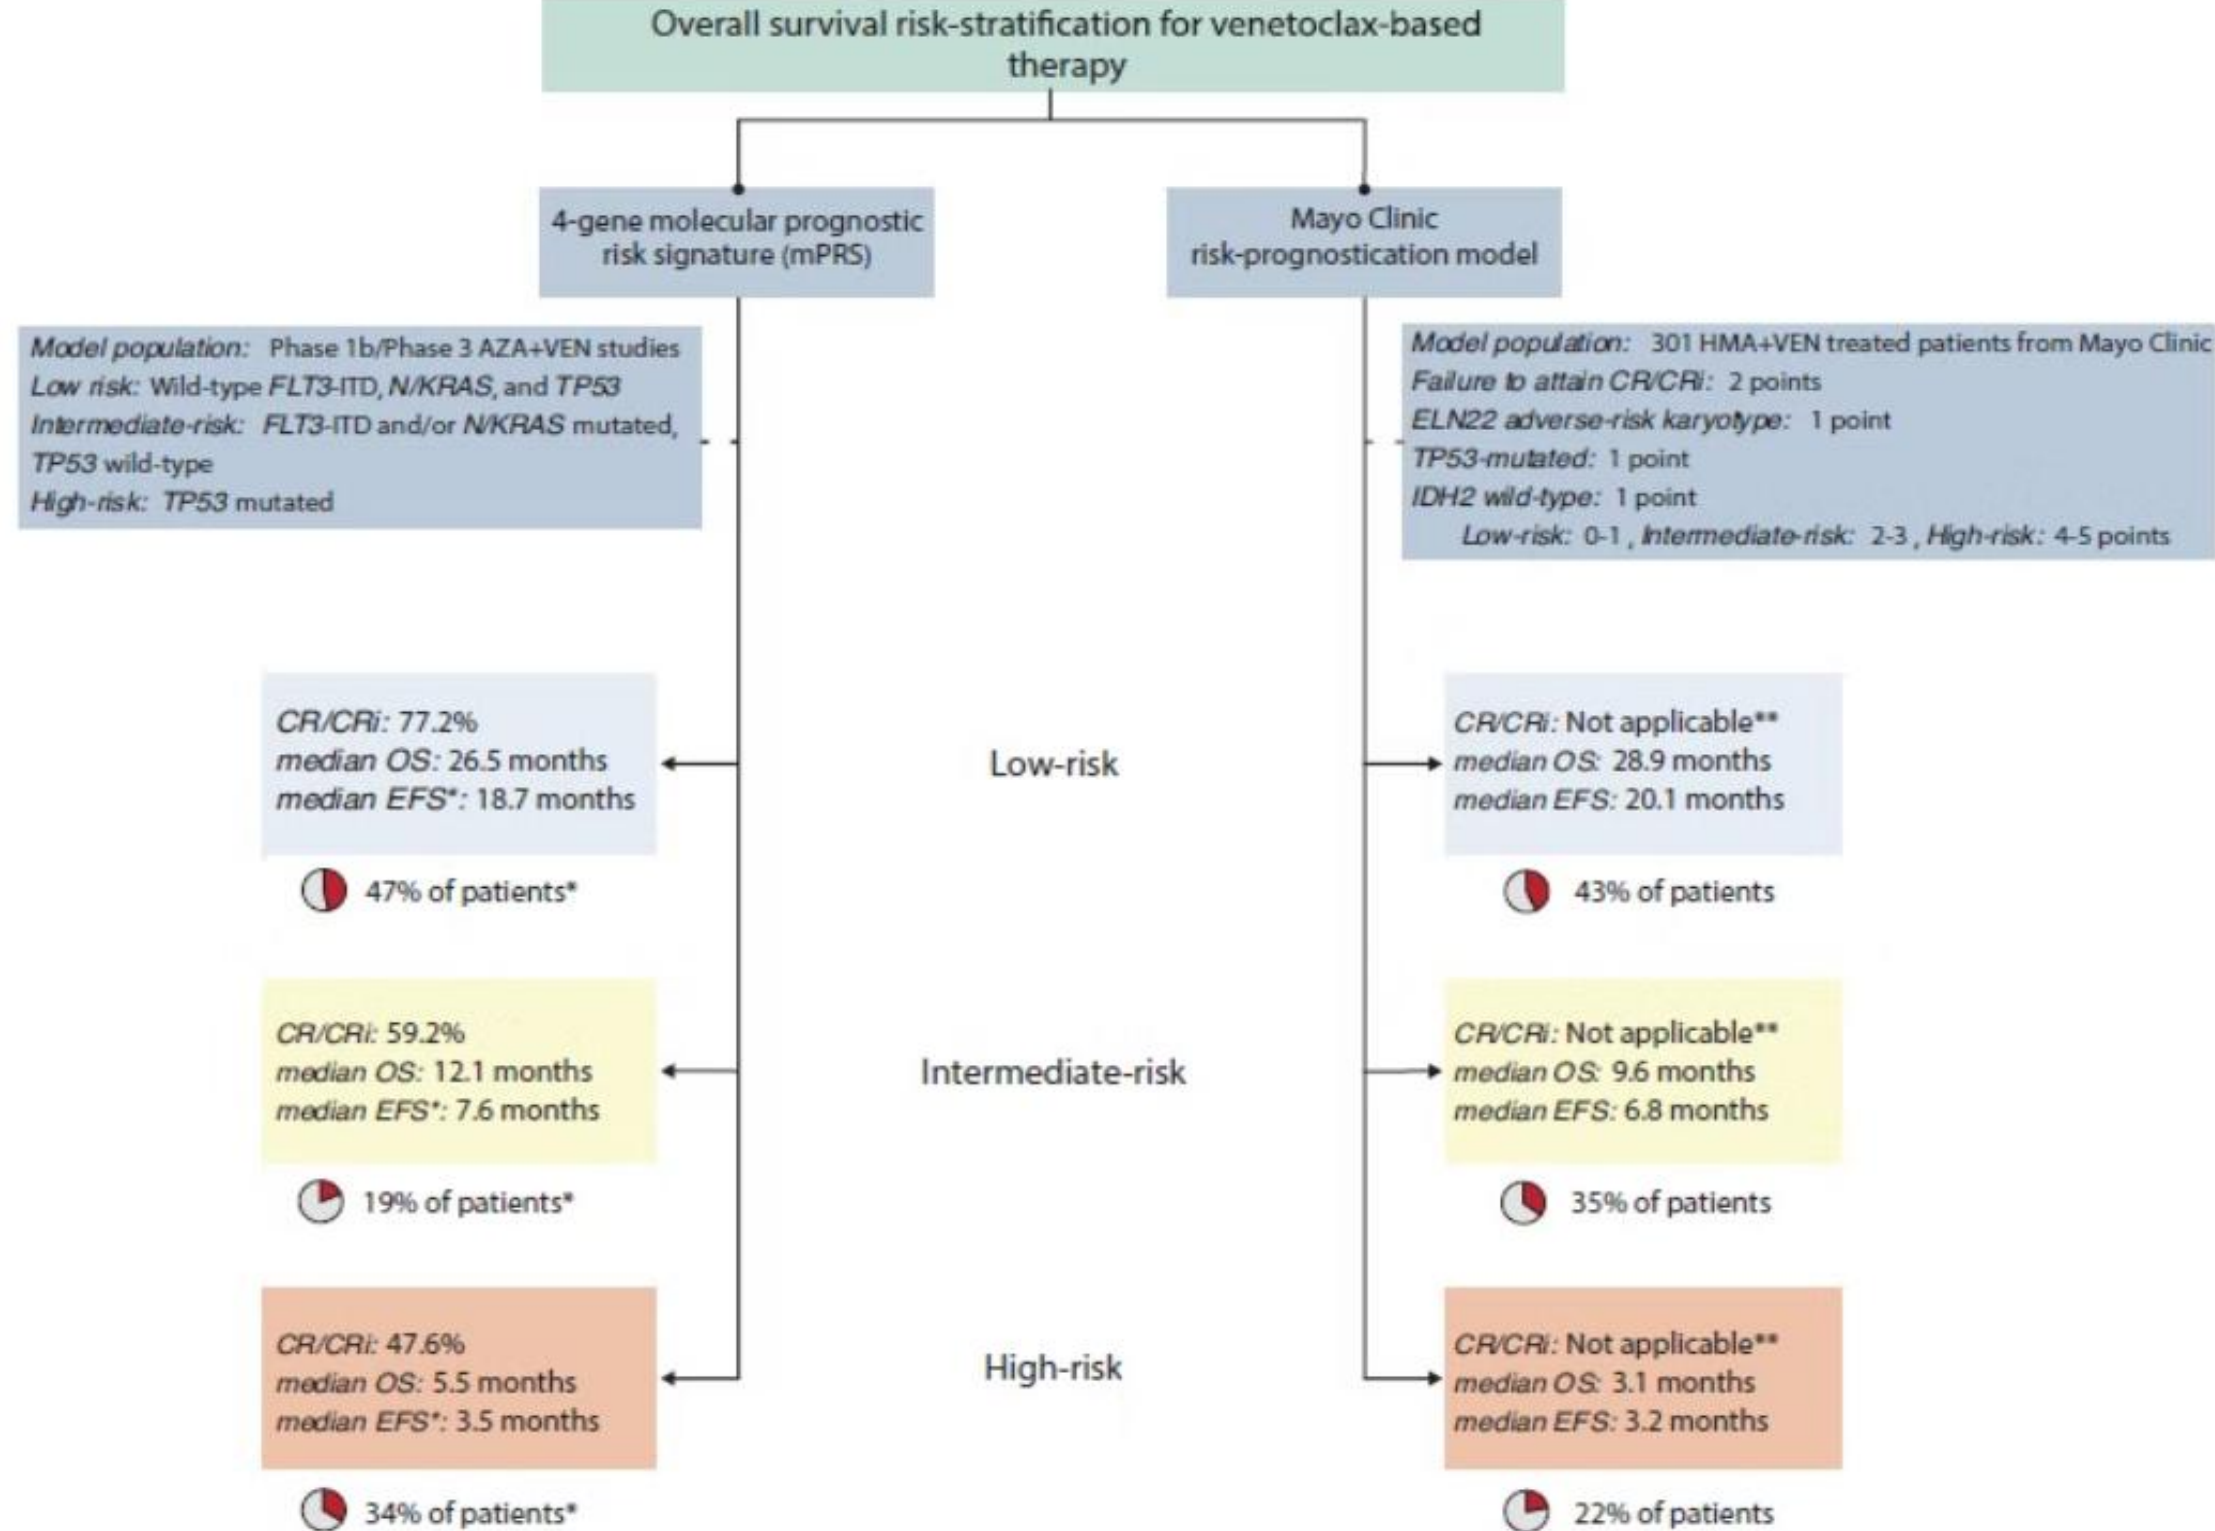 Overall survival risk-stratification for venetoclax-based
therapy
4-gene molecular prognostic
risk signature (mPRS)
Mayo Clinic
risk-prognostication model
Model population: Phase 1b/Phase 3 AZA+VEN studies
Low risk: Wild-type FLT3-ITD, N/KRAS, and TP53
Intermediate-risk: FLT3-ITD and/or N/KRAS mutated,
TP53 wild-type
High-risk: TP53 mutated
Model population: 301 HMA+VEN treated patients from Mayo Clinic
Failure to attain CR/CRi: 2 points
ELN22 adverse-risk karyotype: 1 point
TP53-mutated: 1 point
IDH2 wild-type: 1 point
Low-risk: 0-1 , Intermediate-risk: 2-3 , High-risk: 4-5 points
CR/CRi: 77.2%
median OS: 26.5 months
median EFS*: 18.7 months
47% of patients*
Low-risk
CR/CRi: Not applicable**
median OS: 28.9 months
median EFS: 20.1 months
43% of patients
CR/CRi: 59.2%
median OS: 12.1 months
median EFS*: 7.6 months
19% of patients*
Intermediate-risk
CR/CRi: Not applicable**
median OS: 9.6 months
median EFS: 6.8 months
35% of patients
CR/CRi: 47.6%
median OS: 5.5 months
median EFS*: 3.5 months
34% of patients*
High-risk
CR/CRi: Not applicable**
median OS: 3.1 months
median EFS: 3.2 months
22% of patients